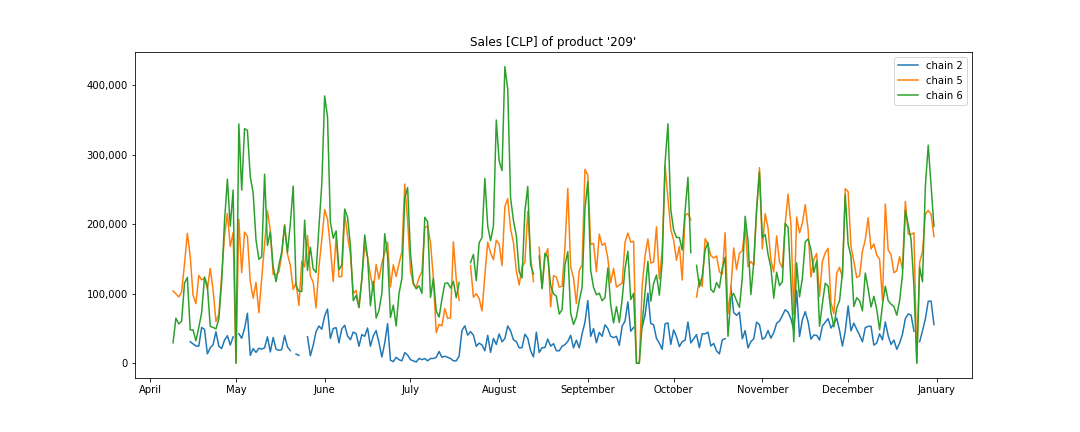 Sales [CLP] of product '209'
chain 2
chain 5
chain 6
400,000
300,000
200,000
100,000
0
April May June July August September October November December January